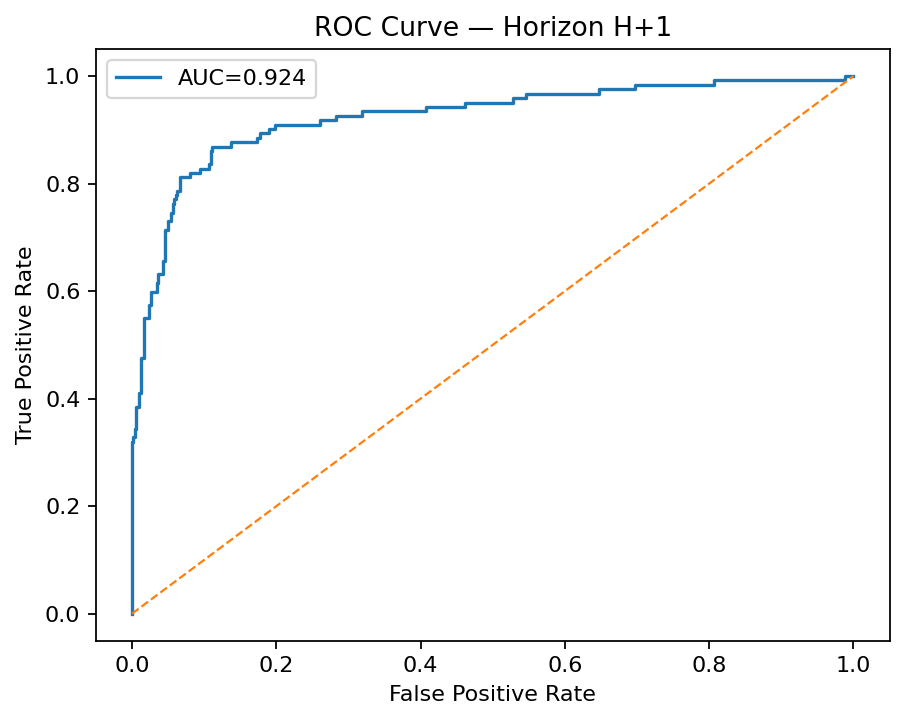 ROC Curve — Horizon H+1
AUC=0.924
True Positive Rate
1.0
0.8
0.6
0.4
0.2
0.0
0.0 0.2 0.4 0.6 0.8 1.0
False Positive Rate